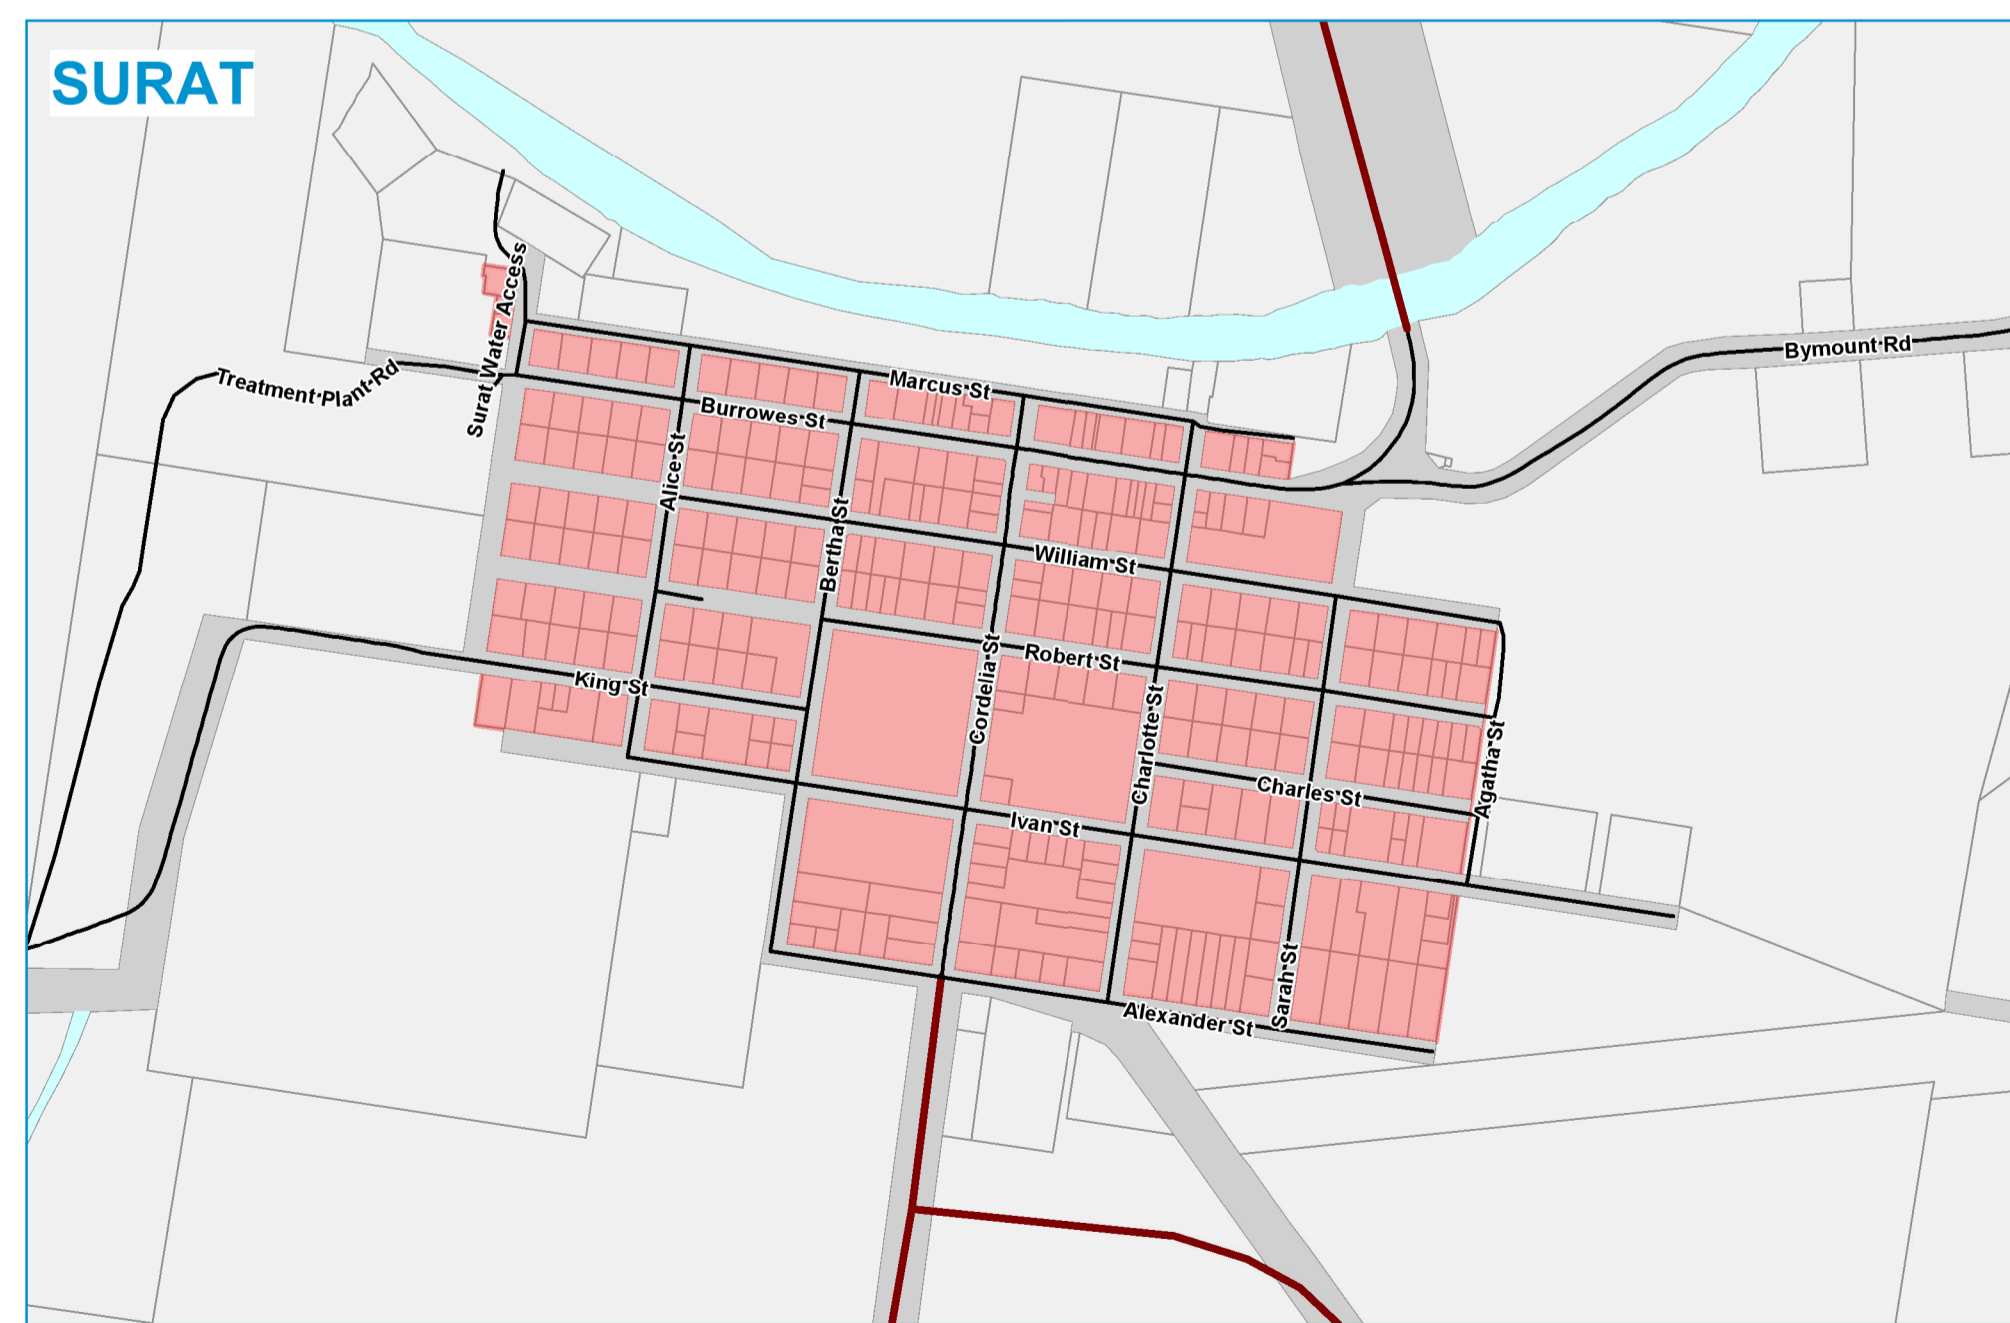 SURAT
Surat Water Access
Bymount Rd
Treatment Plant Rd
Marcus St
Burrowes St
Alice St
Bertha St
William St
Robert St
Cordelia St
King St
Charlotte St
Agatha St
Charles St
Ivan St
Sarah St
Alexander St